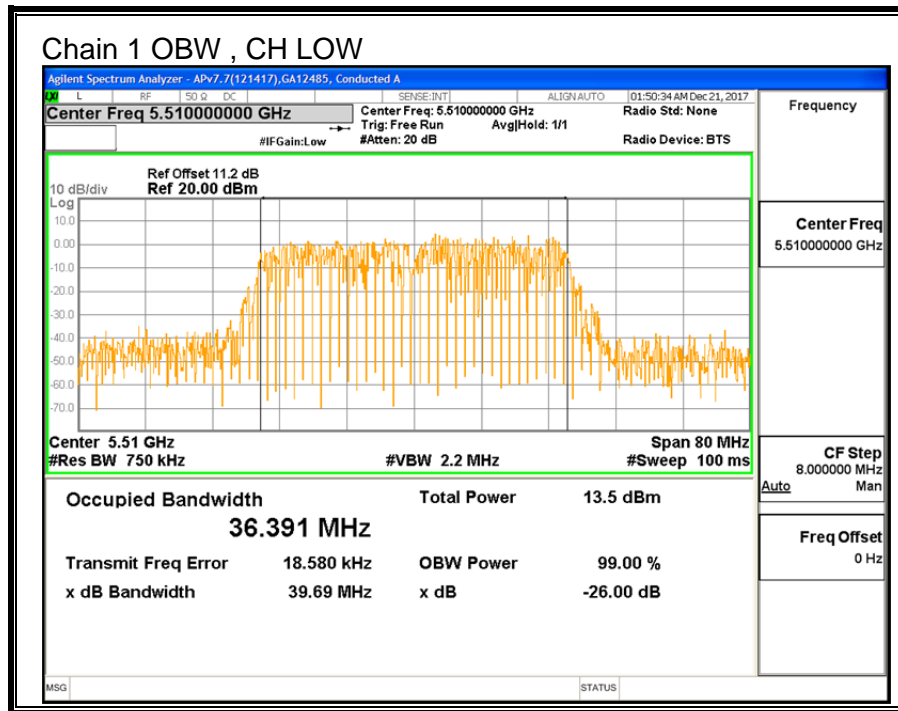 Chain 1 OBW , CH LOW
Agilent Spectrum Analyzer - APv7.7(121417),GA12485, Conducted A
LXI L RF 50 Ω DC SENSE:INT ALIGN AUTO 01:50:34 AM Dec 21, 2017
Center Freq 5.510000000 GHz
Center Freq: 5.510000000 GHz
Radio Std: None
Trig: Free Run Avg|Hold: 1/1
#IFGain:Low #Atten: 20 dB Radio Device: BTS
Ref Offset 11.2 dB
10 dB/div Ref 20.00 dBm
Log
10.0
0.00
-10.0
-20.0
-30.0
-40.0
-50.0
-60.0
-70.0
Center 5.51 GHz Span 80 MHz
#Res BW 750 kHz #VBW 2.2 MHz #Sweep 100 ms
Occupied Bandwidth Total Power 13.5 dBm
36.391 MHz
Transmit Freq Error 18.580 kHz OBW Power 99.00 %
x dB Bandwidth 39.69 MHz x dB -26.00 dB
MSG STATUS
Frequency
Center Freq
5.510000000 GHz
CF Step
8.000000 MHz
Auto Man
Freq Offset
0 Hz